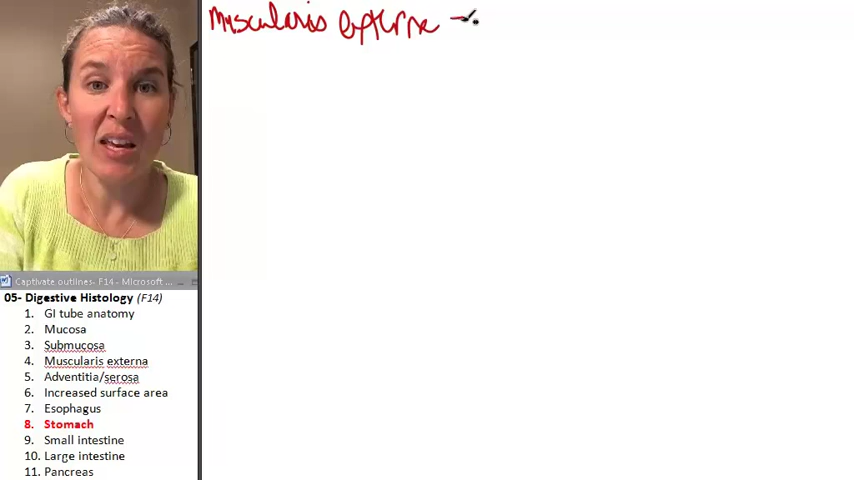 Muscularis externa -
Captivate outlines- F14 - Microsoft ...
05- Digestive Histology (F14)
1. GI tube anatomy
2. Mucosa
3. Submucosa
4. Muscularis externa
5. Adventitia/serosa
6. Increased surface area
7. Esophagus
8. Stomach
9. Small intestine
10. Large intestine
11. Pancreas